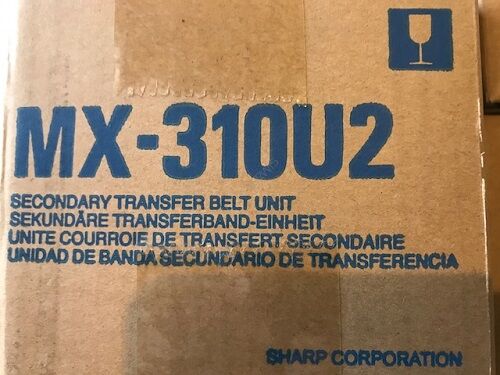 MX-310U2
SECONDARY TRANSFER BELT UNIT
SEKUNDÄRE TRANSFERBAND-EINHEIT
UNITE COURROIE DE TRANSFERT SECONDAIRE
UNIDAD DE BANDA SECUNDARIO DE TRANSFERENCIA
SHARP CORPORATION